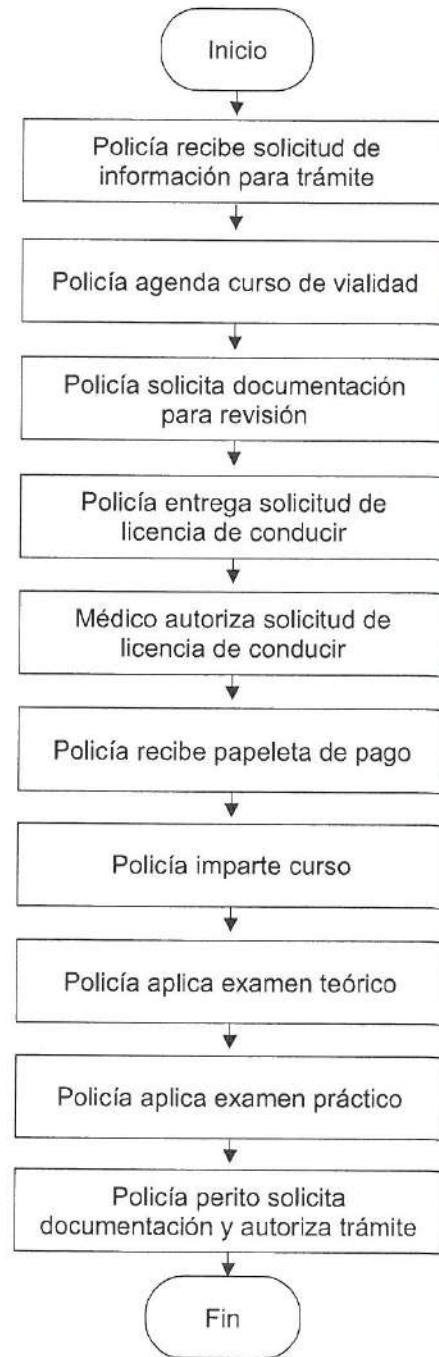 Inicio
Policía recibe solicitud de
información para trámite
Policía agenda curso de vialidad
Policía solicita documentación
para revisión
Policía entrega solicitud de
licencia de conducir
Médico autoriza solicitud de
licencia de conducir
Policía recibe papeleta de pago
Policía imparte curso
Policía aplica examen teórico
Policía aplica examen práctico
Policía perito solicita
documentación y autoriza trámite
Fin